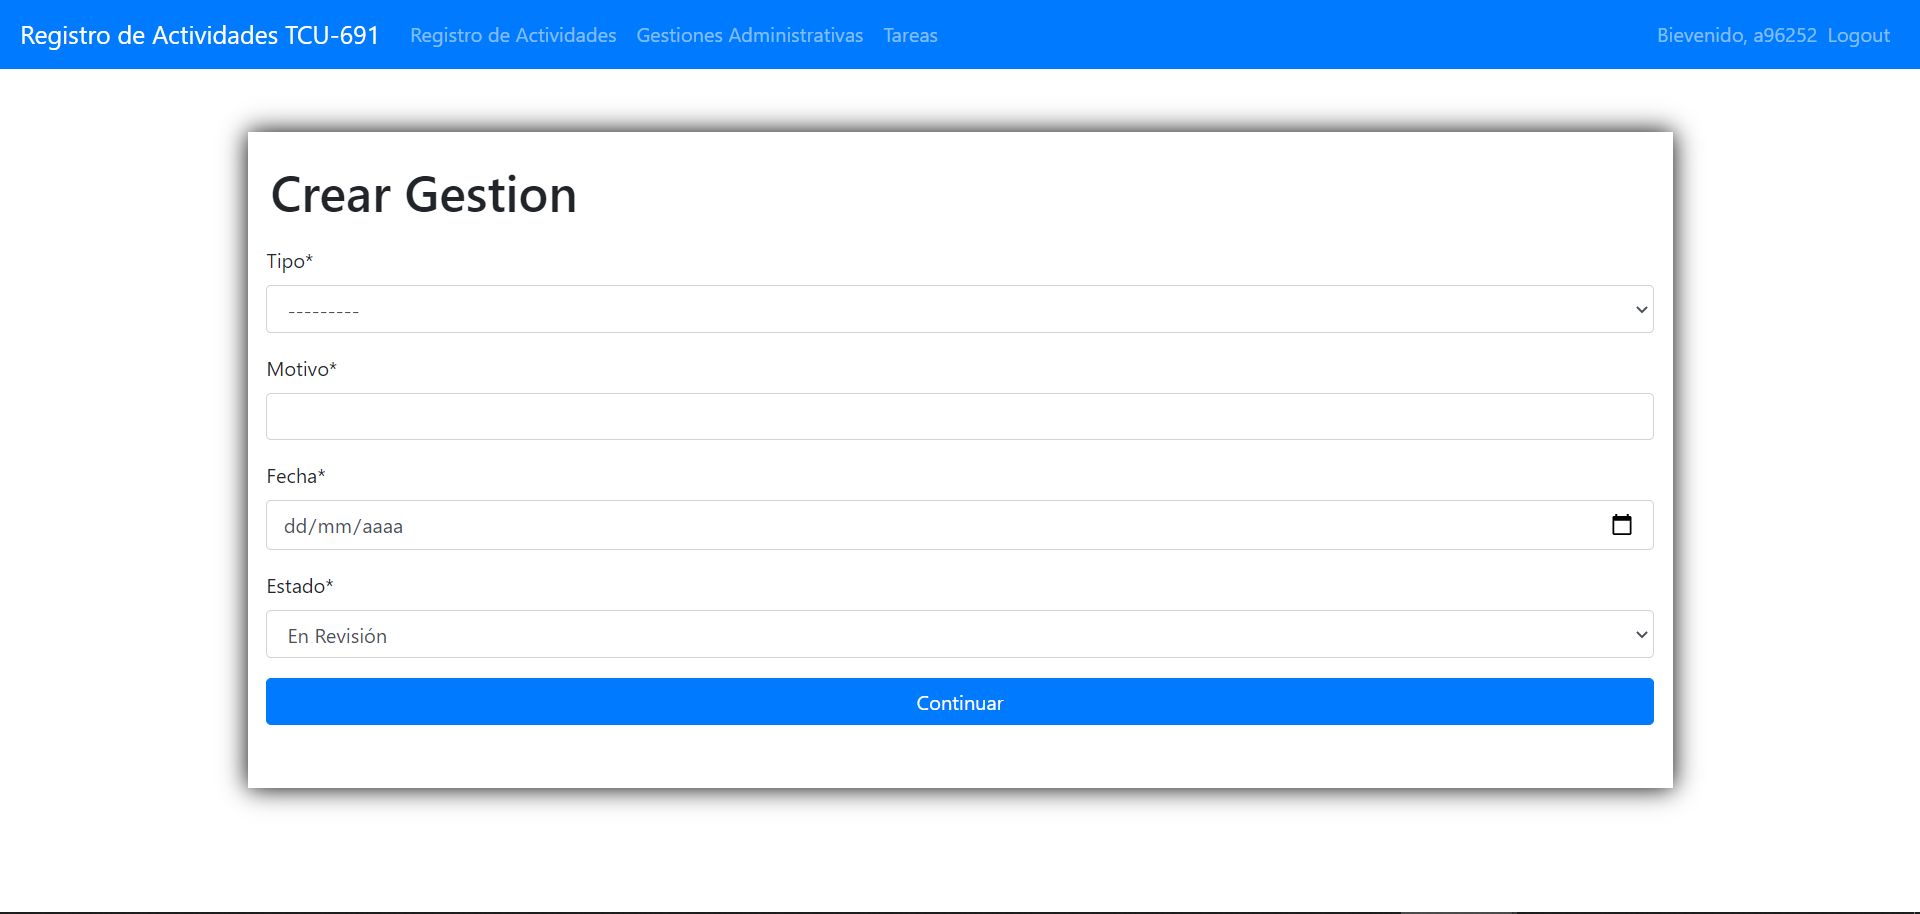 Registro de Actividades TCU-691 Registro de Actividades Gestiones Administrativas Tareas Bievenido, a96252 Logout
Crear Gestion
Tipo*
---------
Motivo*
Fecha*
dd/mm/aaaa
Estado*
En Revisión
Continuar